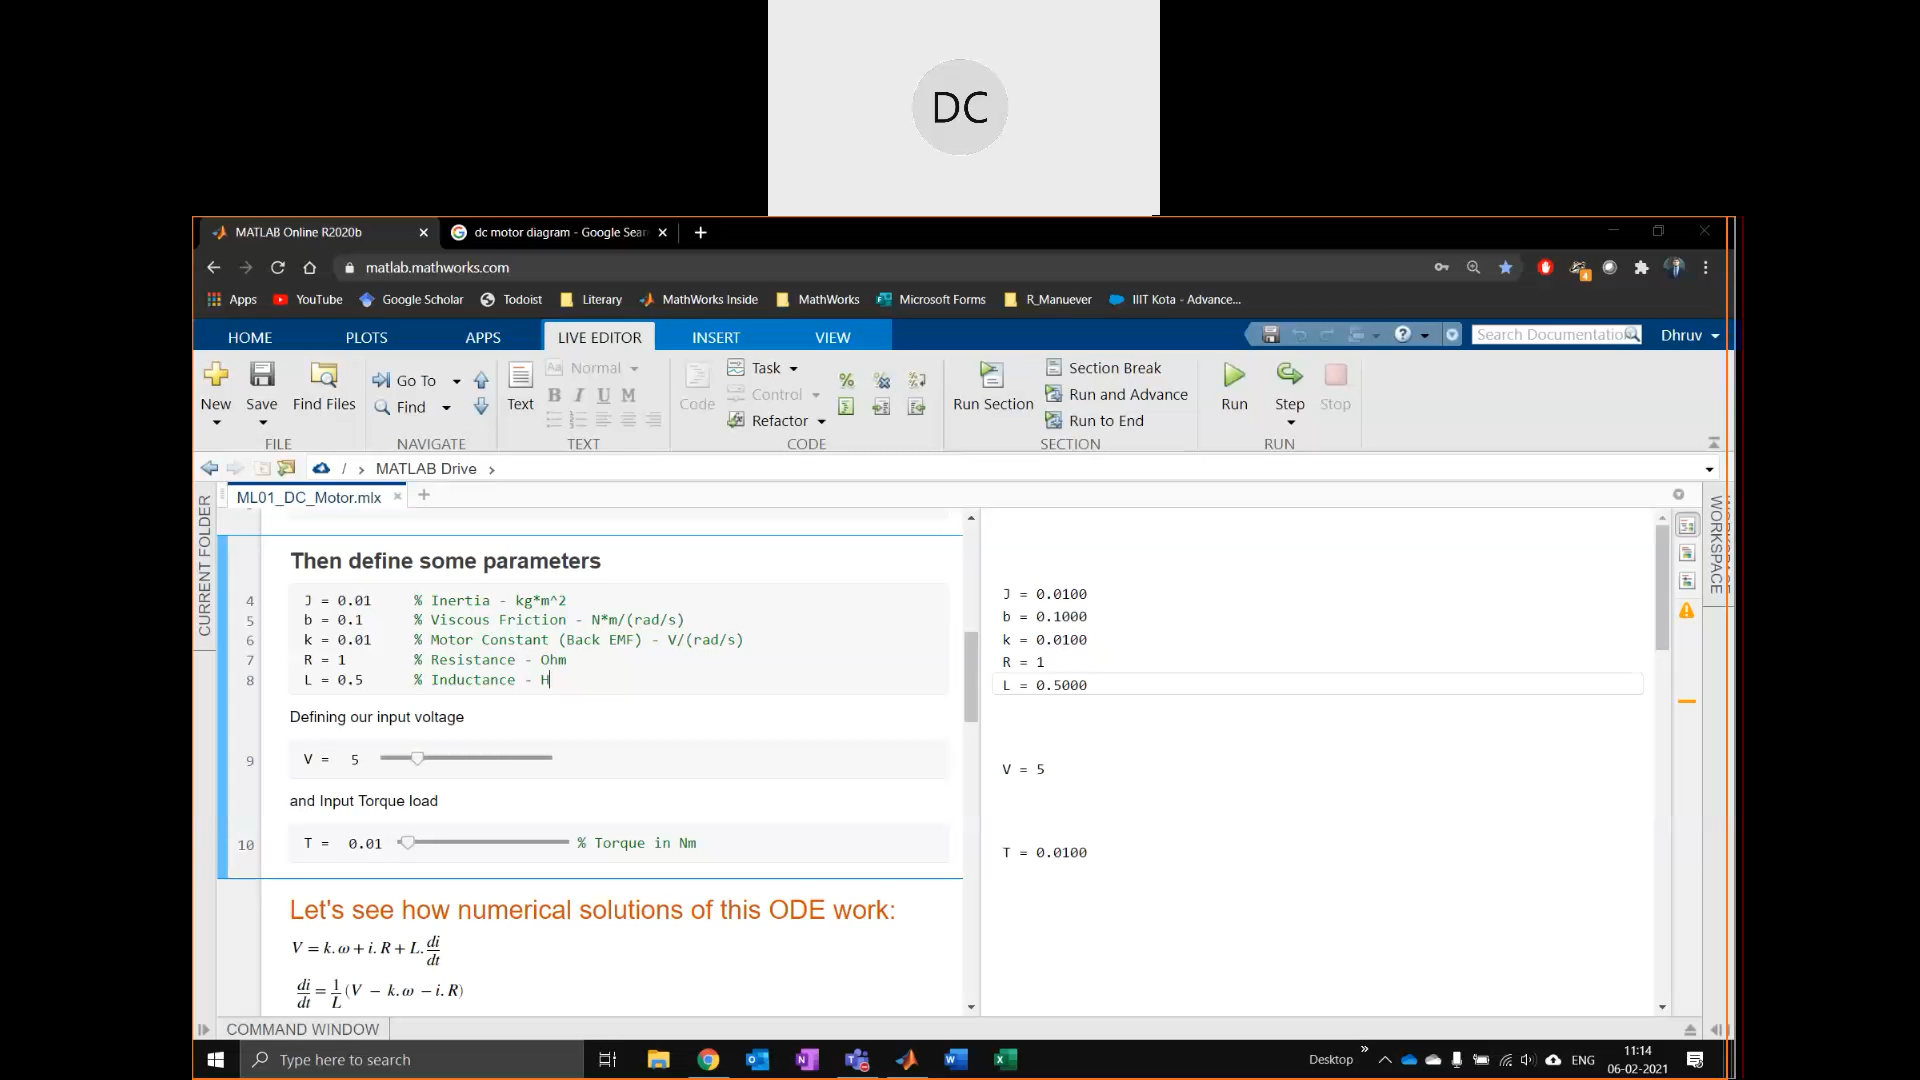 DC
MATLAB Online R2020b
dc motor diagram - Google Sear
matlab.mathworks.com
4
Apps YouTube Google Scholar Todoist Literary MathWorks Inside MathWorks Microsoft Forms R_Manuever IIIT Kota - Advance...
HOME PLOTS APPS LIVE EDITOR INSERT VIEW Search Documentation Dhruv
New Save Find Files
Go To
Find
Text
Aa Normal
B I U M
Code
Task
Control
Refactor
Run Section
Section Break
Run and Advance
Run to End
Run Step Stop
FILE NAVIGATE TEXT CODE SECTION RUN
/ > MATLAB Drive >
ML01_DC_Motor.mlx
CURRENT FOLDER
WORKSPACE
Then define some parameters
4 J = 0.01 % Inertia - kg*m^2
5 b = 0.1 % Viscous Friction - N*m/(rad/s)
6 k = 0.01 % Motor Constant (Back EMF) - V/(rad/s)
7 R = 1 % Resistance - Ohm
8 L = 0.5 % Inductance - H
Defining our input voltage
9 V = 5
and Input Torque load
10 T = 0.01 % Torque in Nm
Let's see how numerical solutions of this ODE work:
V = k.ω + i.R + L.di/dt
di/dt = 1/L (V − k.ω − i.R)
J = 0.0100
b = 0.1000
k = 0.0100
R = 1
L = 0.5000
V = 5
T = 0.0100
COMMAND WINDOW
Type here to search
Desktop
ENG
11:14
06-02-2021